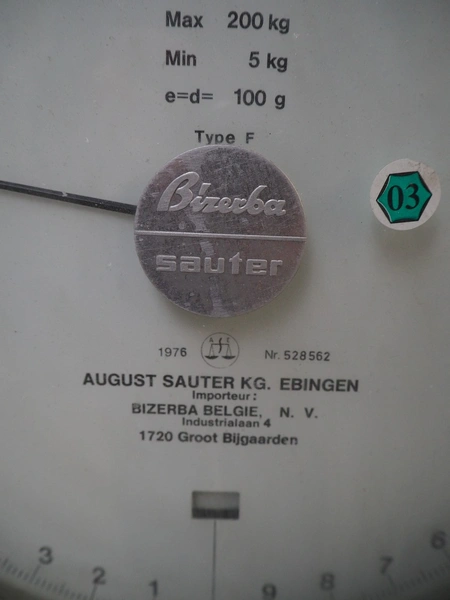 Max 200 kg
Min 5 kg
e=d= 100 g
Type F
Bizerba
sauter
03
1976 Nr. 528562
AUGUST SAUTER KG. EBINGEN
Importeur:
BIZERBA BELGIE, N. V.
Industrialaan 4
1720 Groot Bijgaarden
3 2 1 9 8 7 6